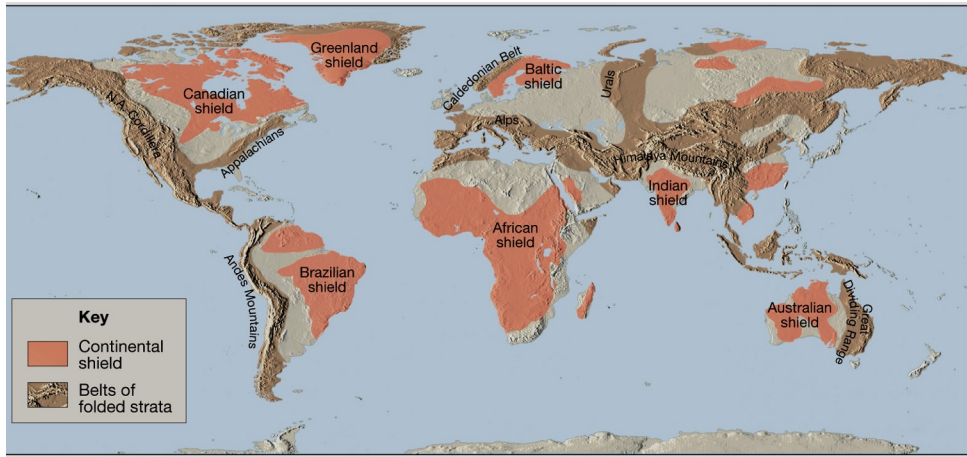 Greenland
shield
Canadian
shield
N. A. Cordillera
Appalachians
Caldedonian Belt
Baltic
shield
Urals
Alps
Himalaya Mountains
Indian
shield
African
shield
Brazilian
shield
Andes Mountains
Australian
shield
Great
Dividing Range
Key
Continental
shield
Belts of
folded strata